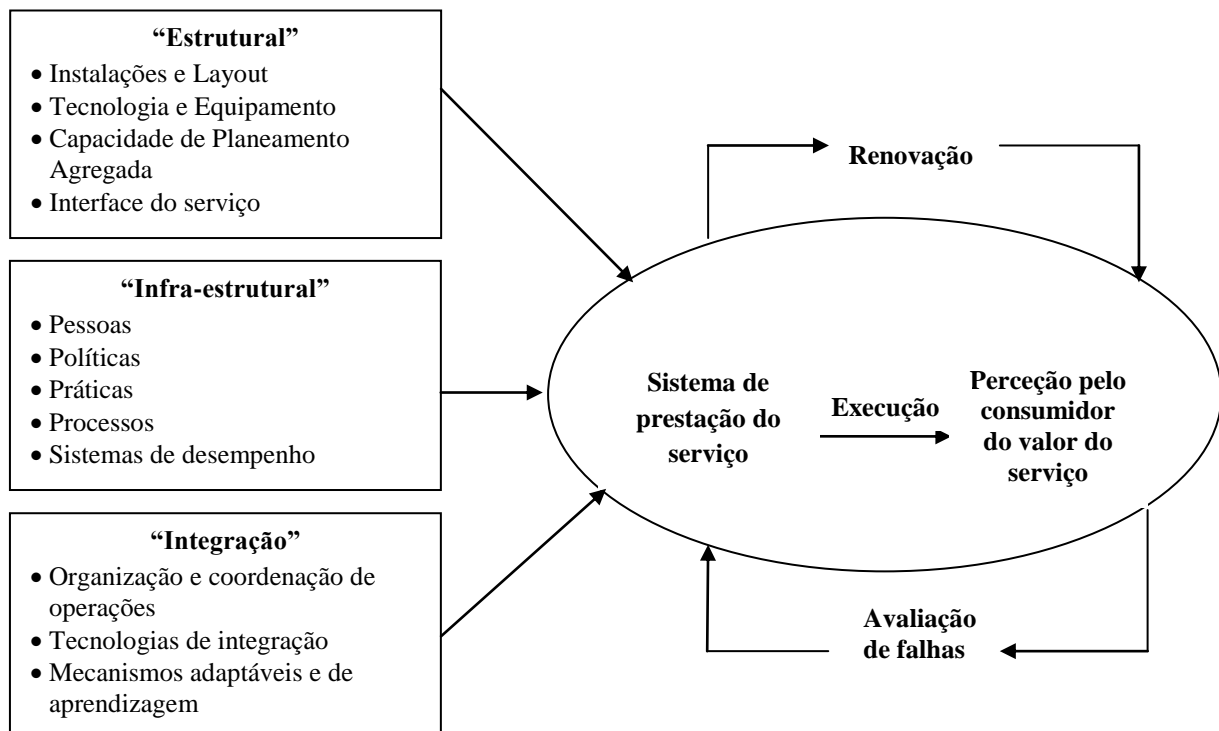 “Estrutural”
• Instalações e Layout
• Tecnologia e Equipamento
• Capacidade de Planeamento
Agregada
• Interface do serviço
“Infra-estrutural”
• Pessoas
• Políticas
• Práticas
• Processos
• Sistemas de desempenho
“Integração”
• Organização e coordenação de
operações
• Tecnologias de integração
• Mecanismos adaptáveis e de
aprendizagem
Renovação
Sistema de
prestação do
serviço
Execução
Perceção pelo
consumidor
do valor do
serviço
Avaliação
de falhas